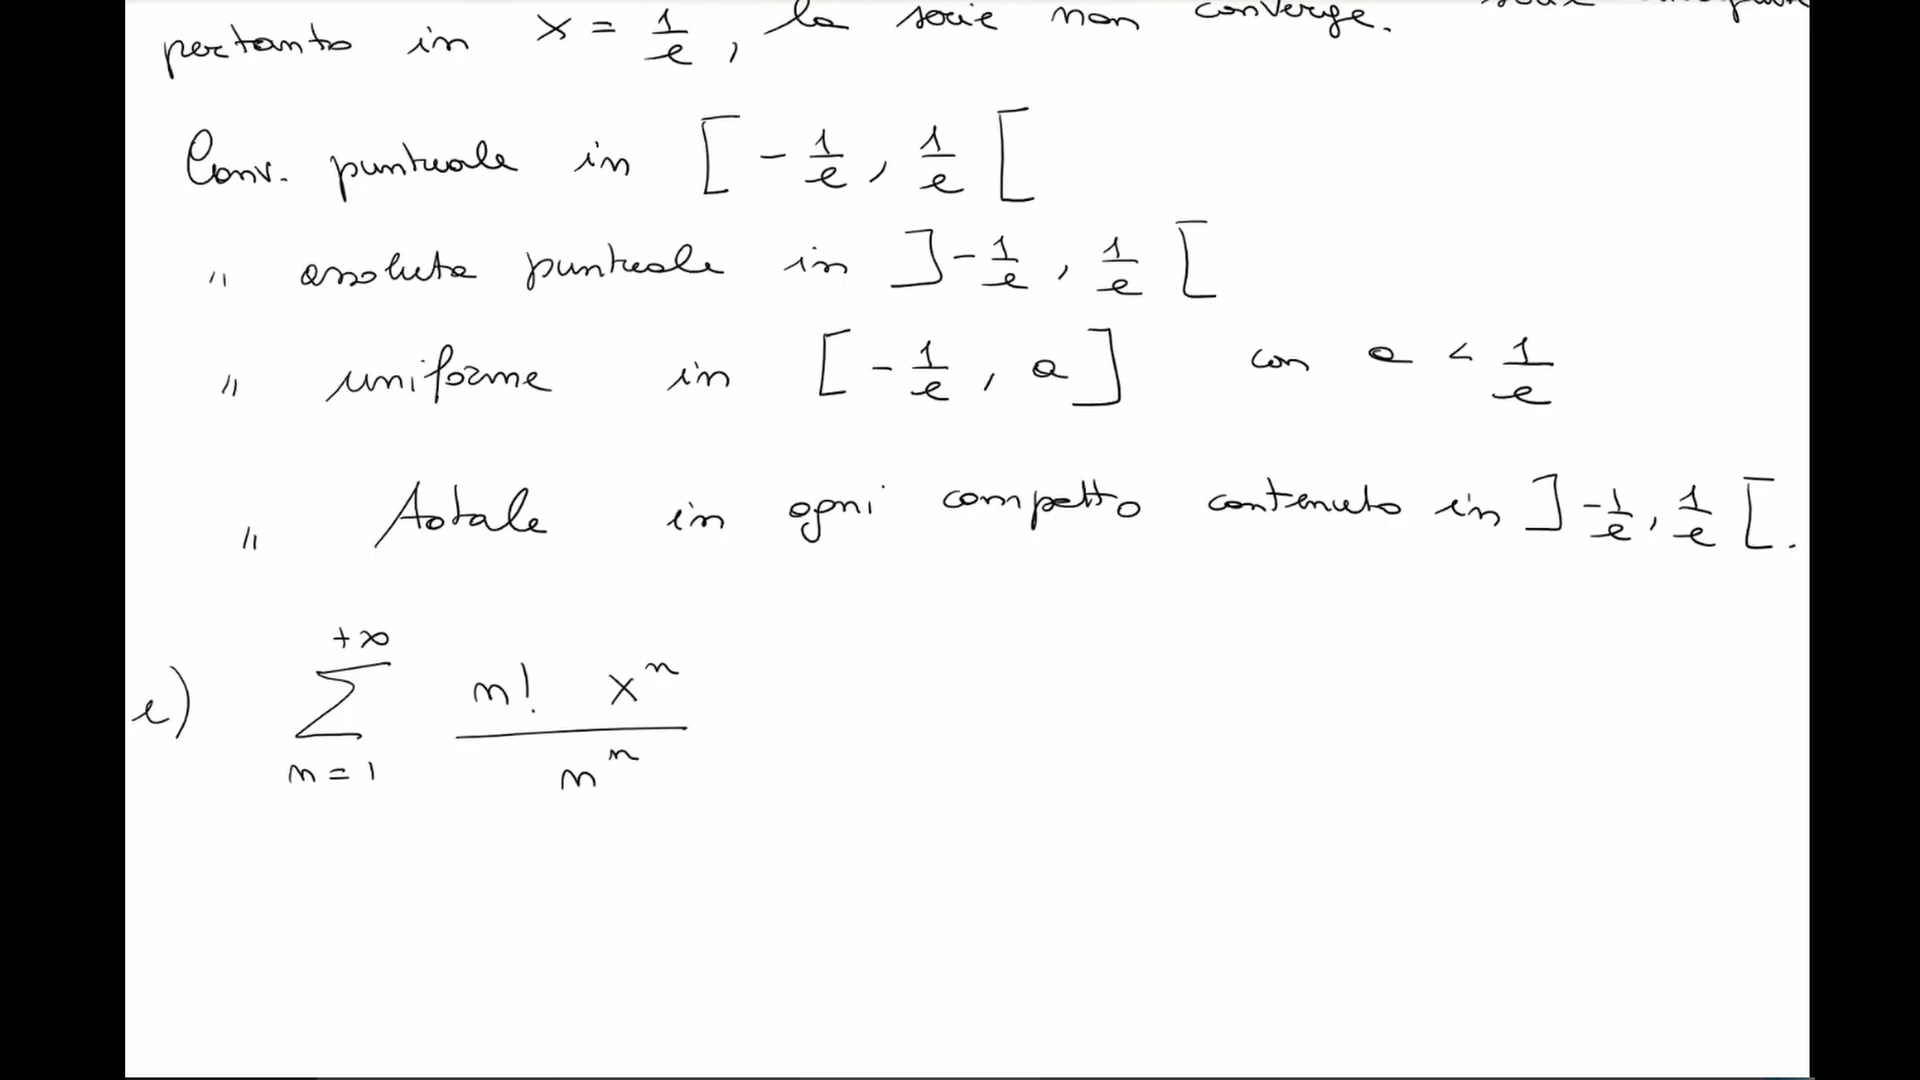 pertanto in x = 1/e , la serie non converge.
Conv. puntuale in [ - 1/e , 1/e [
" assoluta puntuale in ] - 1/e , 1/e [
" uniforme in [ - 1/e , a ] con a < 1/e
" totale in ogni compatto contenuto in ] - 1/e , 1/e [ .
e) ∑_{n=1}^{+∞} n! x^n / n^n